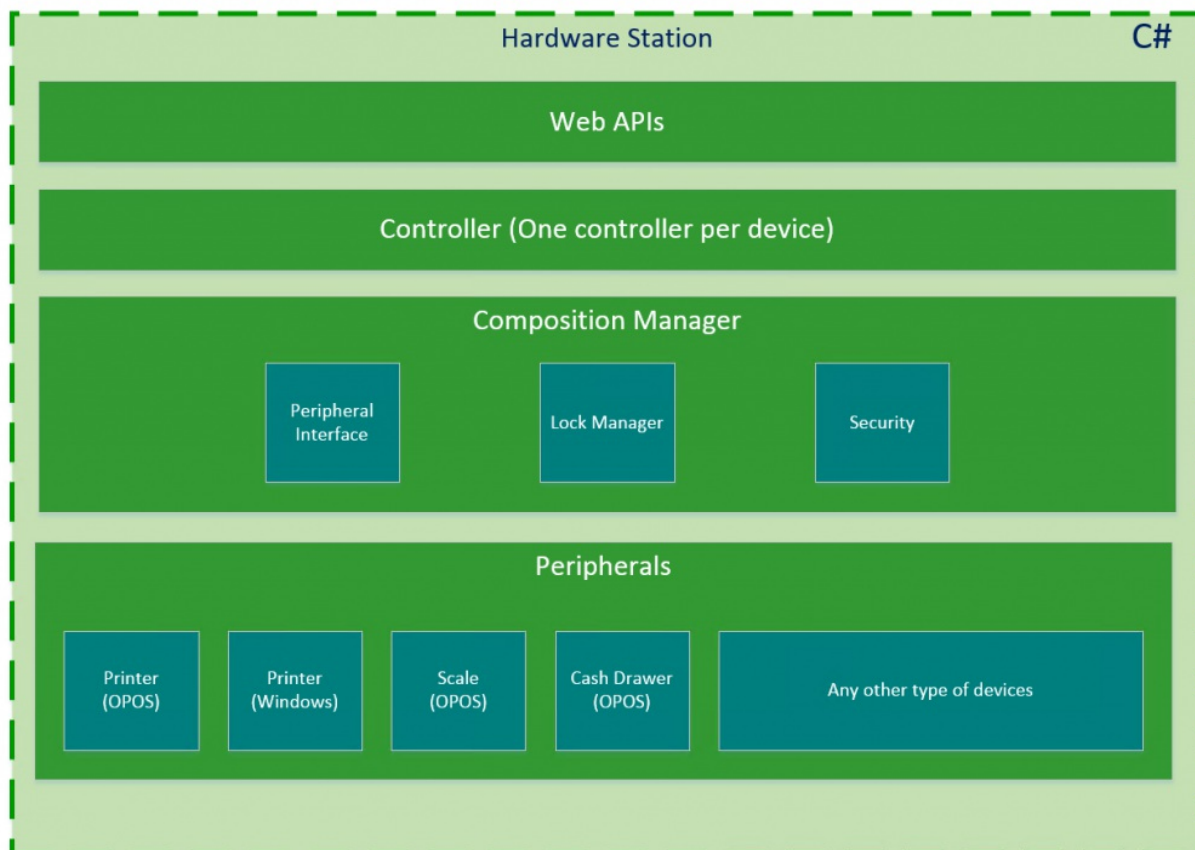 Hardware Station
C#
Web APIs
Controller (One controller per device)
Composition Manager
Peripheral
Interface
Lock Manager
Security
Peripherals
Printer
(OPOS)
Printer
(Windows)
Scale
(OPOS)
Cash Drawer
(OPOS)
Any other type of devices